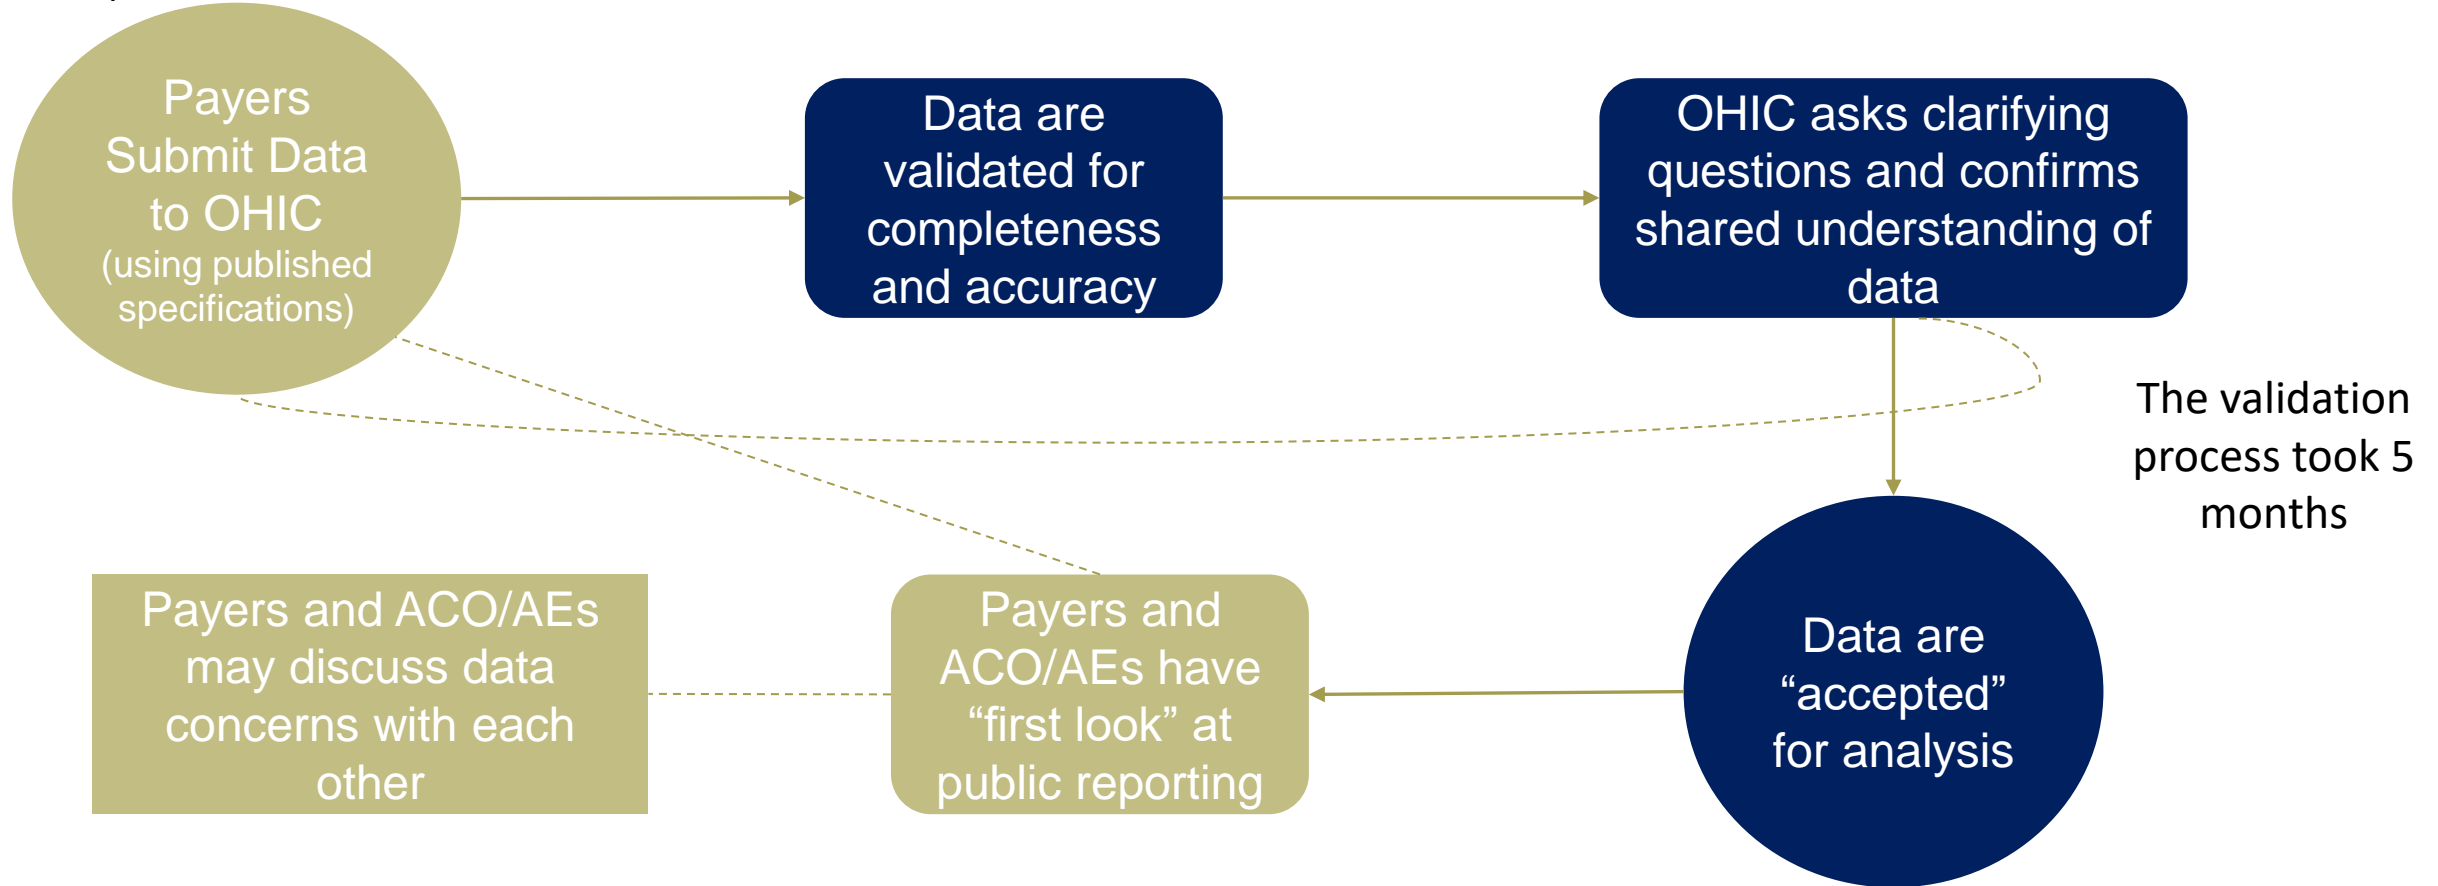 Payers
Submit Data
to OHIC
(using published
specifications)
Data are
validated for
completeness
and accuracy
OHIC asks clarifying
questions and confirms
shared understanding of
data
The validation
process took 5
months
Payers and ACO/AEs
may discuss data
concerns with each
other
Payers and
ACO/AEs have
“first look” at
public reporting
Data are
“accepted”
for analysis